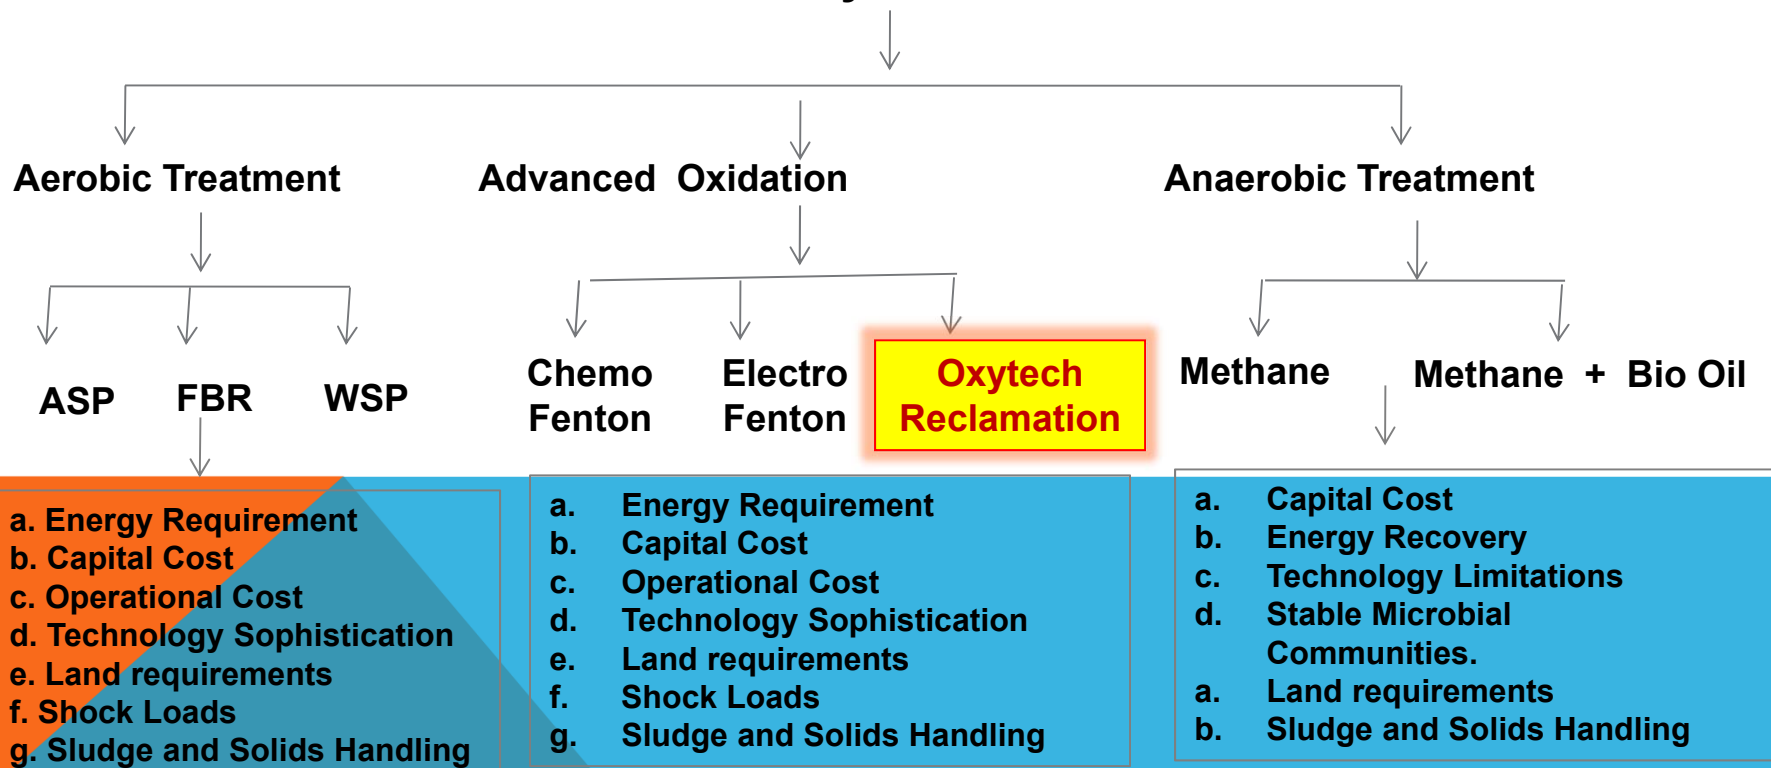 Aerobic Treatment
Advanced Oxidation
Anaerobic Treatment
ASP
FBR
WSP
Chemo
Fenton
Electro
Fenton
Oxytech
Reclamation
Methane
Methane + Bio Oil
a. Energy Requirement
b. Capital Cost
c. Operational Cost
d. Technology Sophistication
e. Land requirements
f. Shock Loads
g. Sludge and Solids Handling
a. Energy Requirement
b. Capital Cost
c. Operational Cost
d. Technology Sophistication
e. Land requirements
f. Shock Loads
g. Sludge and Solids Handling
a. Capital Cost
b. Energy Recovery
c. Technology Limitations
d. Stable Microbial
Communities.
a. Land requirements
b. Sludge and Solids Handling